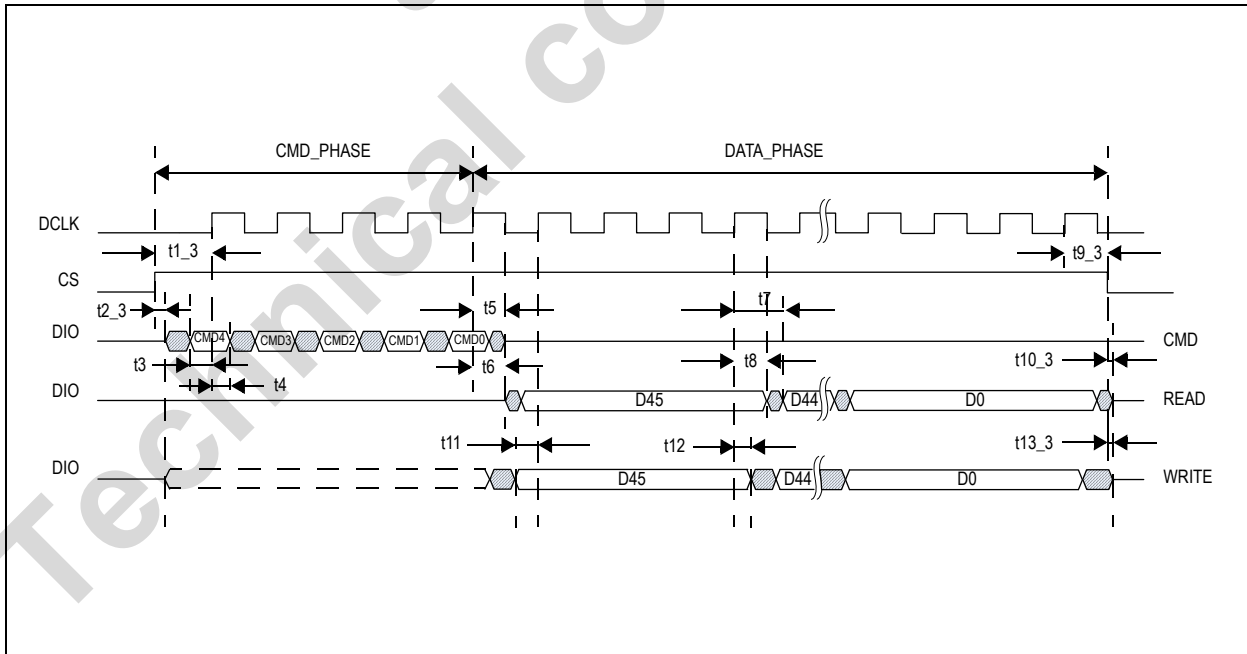 Technical co
CMD_PHASE DATA_PHASE
DCLK
t1_3 t9_3
CS
t2_3 t5 t7
DIO CMD4 CMD3 CMD2 CMD1 CMD0 CMD
t3 t4 t6 t8 t10_3
DIO D45 D44 D0 READ
t11 t12 t13_3
DIO D45 D44 D0 WRITE